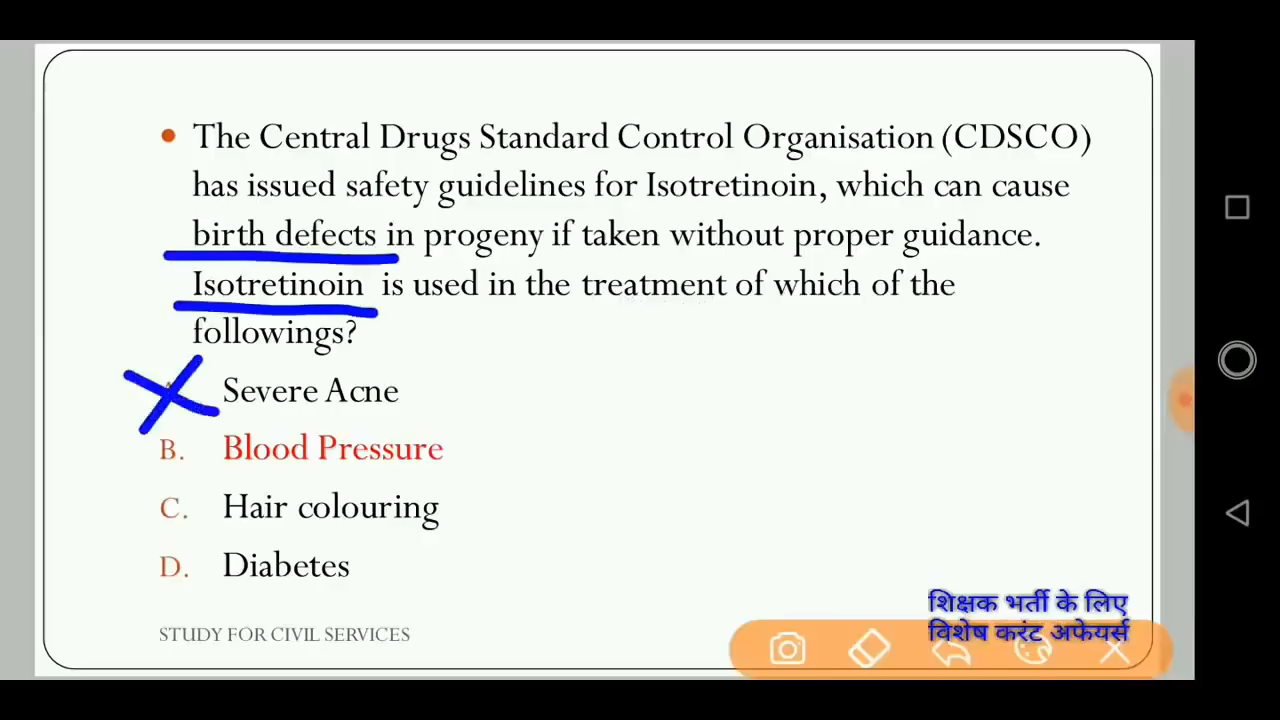 The Central Drugs Standard Control Organisation (CDSCO)
has issued safety guidelines for Isotretinoin, which can cause
birth defects in progeny if taken without proper guidance.
Isotretinoin is used in the treatment of which of the
followings?
Severe Acne
B. Blood Pressure
C. Hair colouring
D. Diabetes
STUDY FOR CIVIL SERVICES
शिक्षक भर्ती के लिए
विशेष करंट अफेयर्स